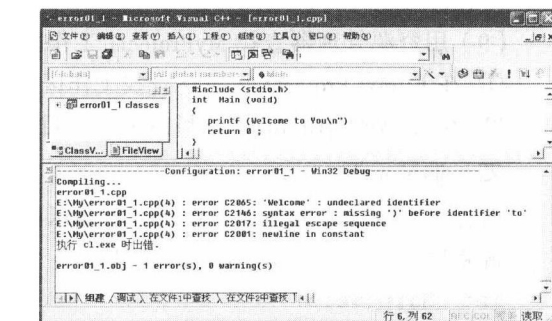 error01_1 - Microsoft Visual C++ - [error01_1.cpp]
文件(F) 编辑(E) 查看(V) 插入(I) 工程(P) 组建(B) 工具(T) 窗口(W) 帮助(H)
error01_1 classes
ClassV... FileView
#include <stdio.h>
int Main (void)
{
printf (Welcome to You\n")
return 0 ;
}
Configuration: error01_1 - Win32 Debug
Compiling...
error01_1.cpp
E:\My\error01_1.cpp(4) : error C2065: 'Welcome' : undeclared identifier
E:\My\error01_1.cpp(4) : error C2146: syntax error : missing ')' before identifier 'to'
E:\My\error01_1.cpp(4) : error C2017: illegal escape sequence
E:\My\error01_1.cpp(4) : error C2001: newline in constant
执行 cl.exe 时出错.
error01_1.obj - 1 error(s), 0 warning(s)
组建 调试 在文件1中查找 在文件2中查找
行 6, 列 62 读取